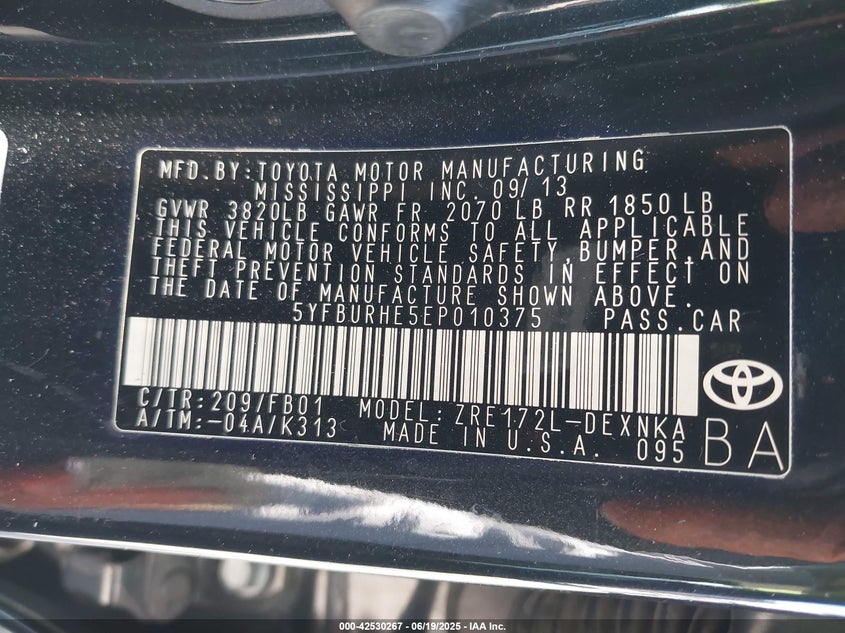 MFD. BY: TOYOTA MOTOR MANUFACTURING
MISSISSIPPI INC. 09/13
GVWR 3820LB GAWR FR 2070 LB RR 1850 LB
THIS VEHICLE CONFORMS TO ALL APPLICABLE
FEDERAL MOTOR VEHICLE SAFETY, BUMPER, AND
THEFT PREVENTION STANDARDS IN EFFECT ON
THE DATE OF MANUFACTURE SHOWN ABOVE.
5YFBURHE5EP010375 PASS. CAR
C/TR: 209/FB01 MODEL: ZRE172L-DEXNKA
A/TM: -04A/K313 MADE IN U.S.A. 095 BA
000-42530267 - 06/19/2025 - IAA Inc.